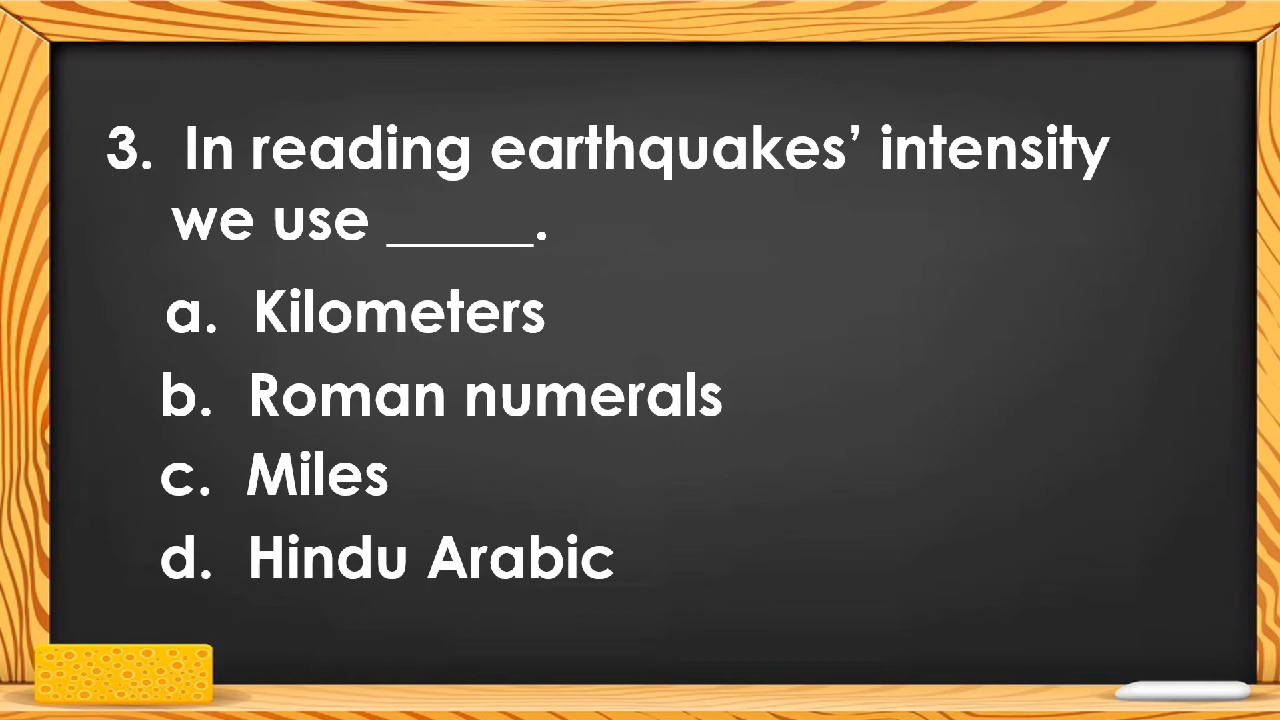 3. In reading earthquakes’ intensity
we use _____.
a. Kilometers
b. Roman numerals
c. Miles
d. Hindu Arabic